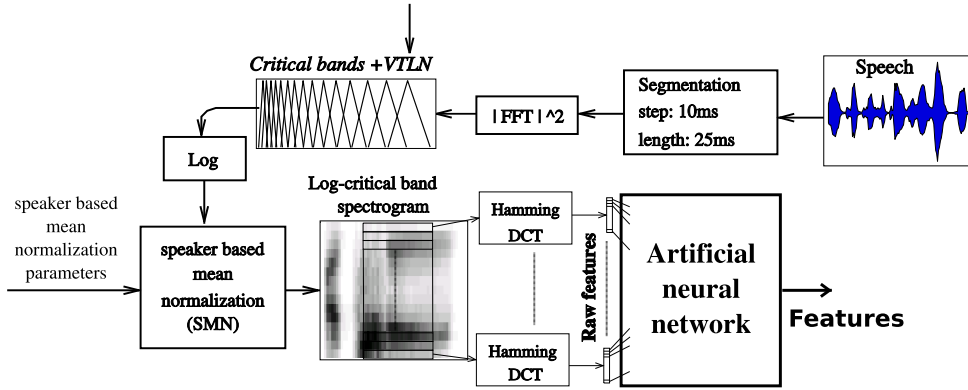 Critical bands +VTLN
Speech
Segmentation
step: 10ms
length: 25ms
| FFT | ^2
Log
speaker based
mean
normalization
parameters
speaker based
mean
normalization
(SMN)
Log-critical band
spectrogram
Hamming
DCT
Hamming
DCT
Raw features
Artificial
neural
network
Features